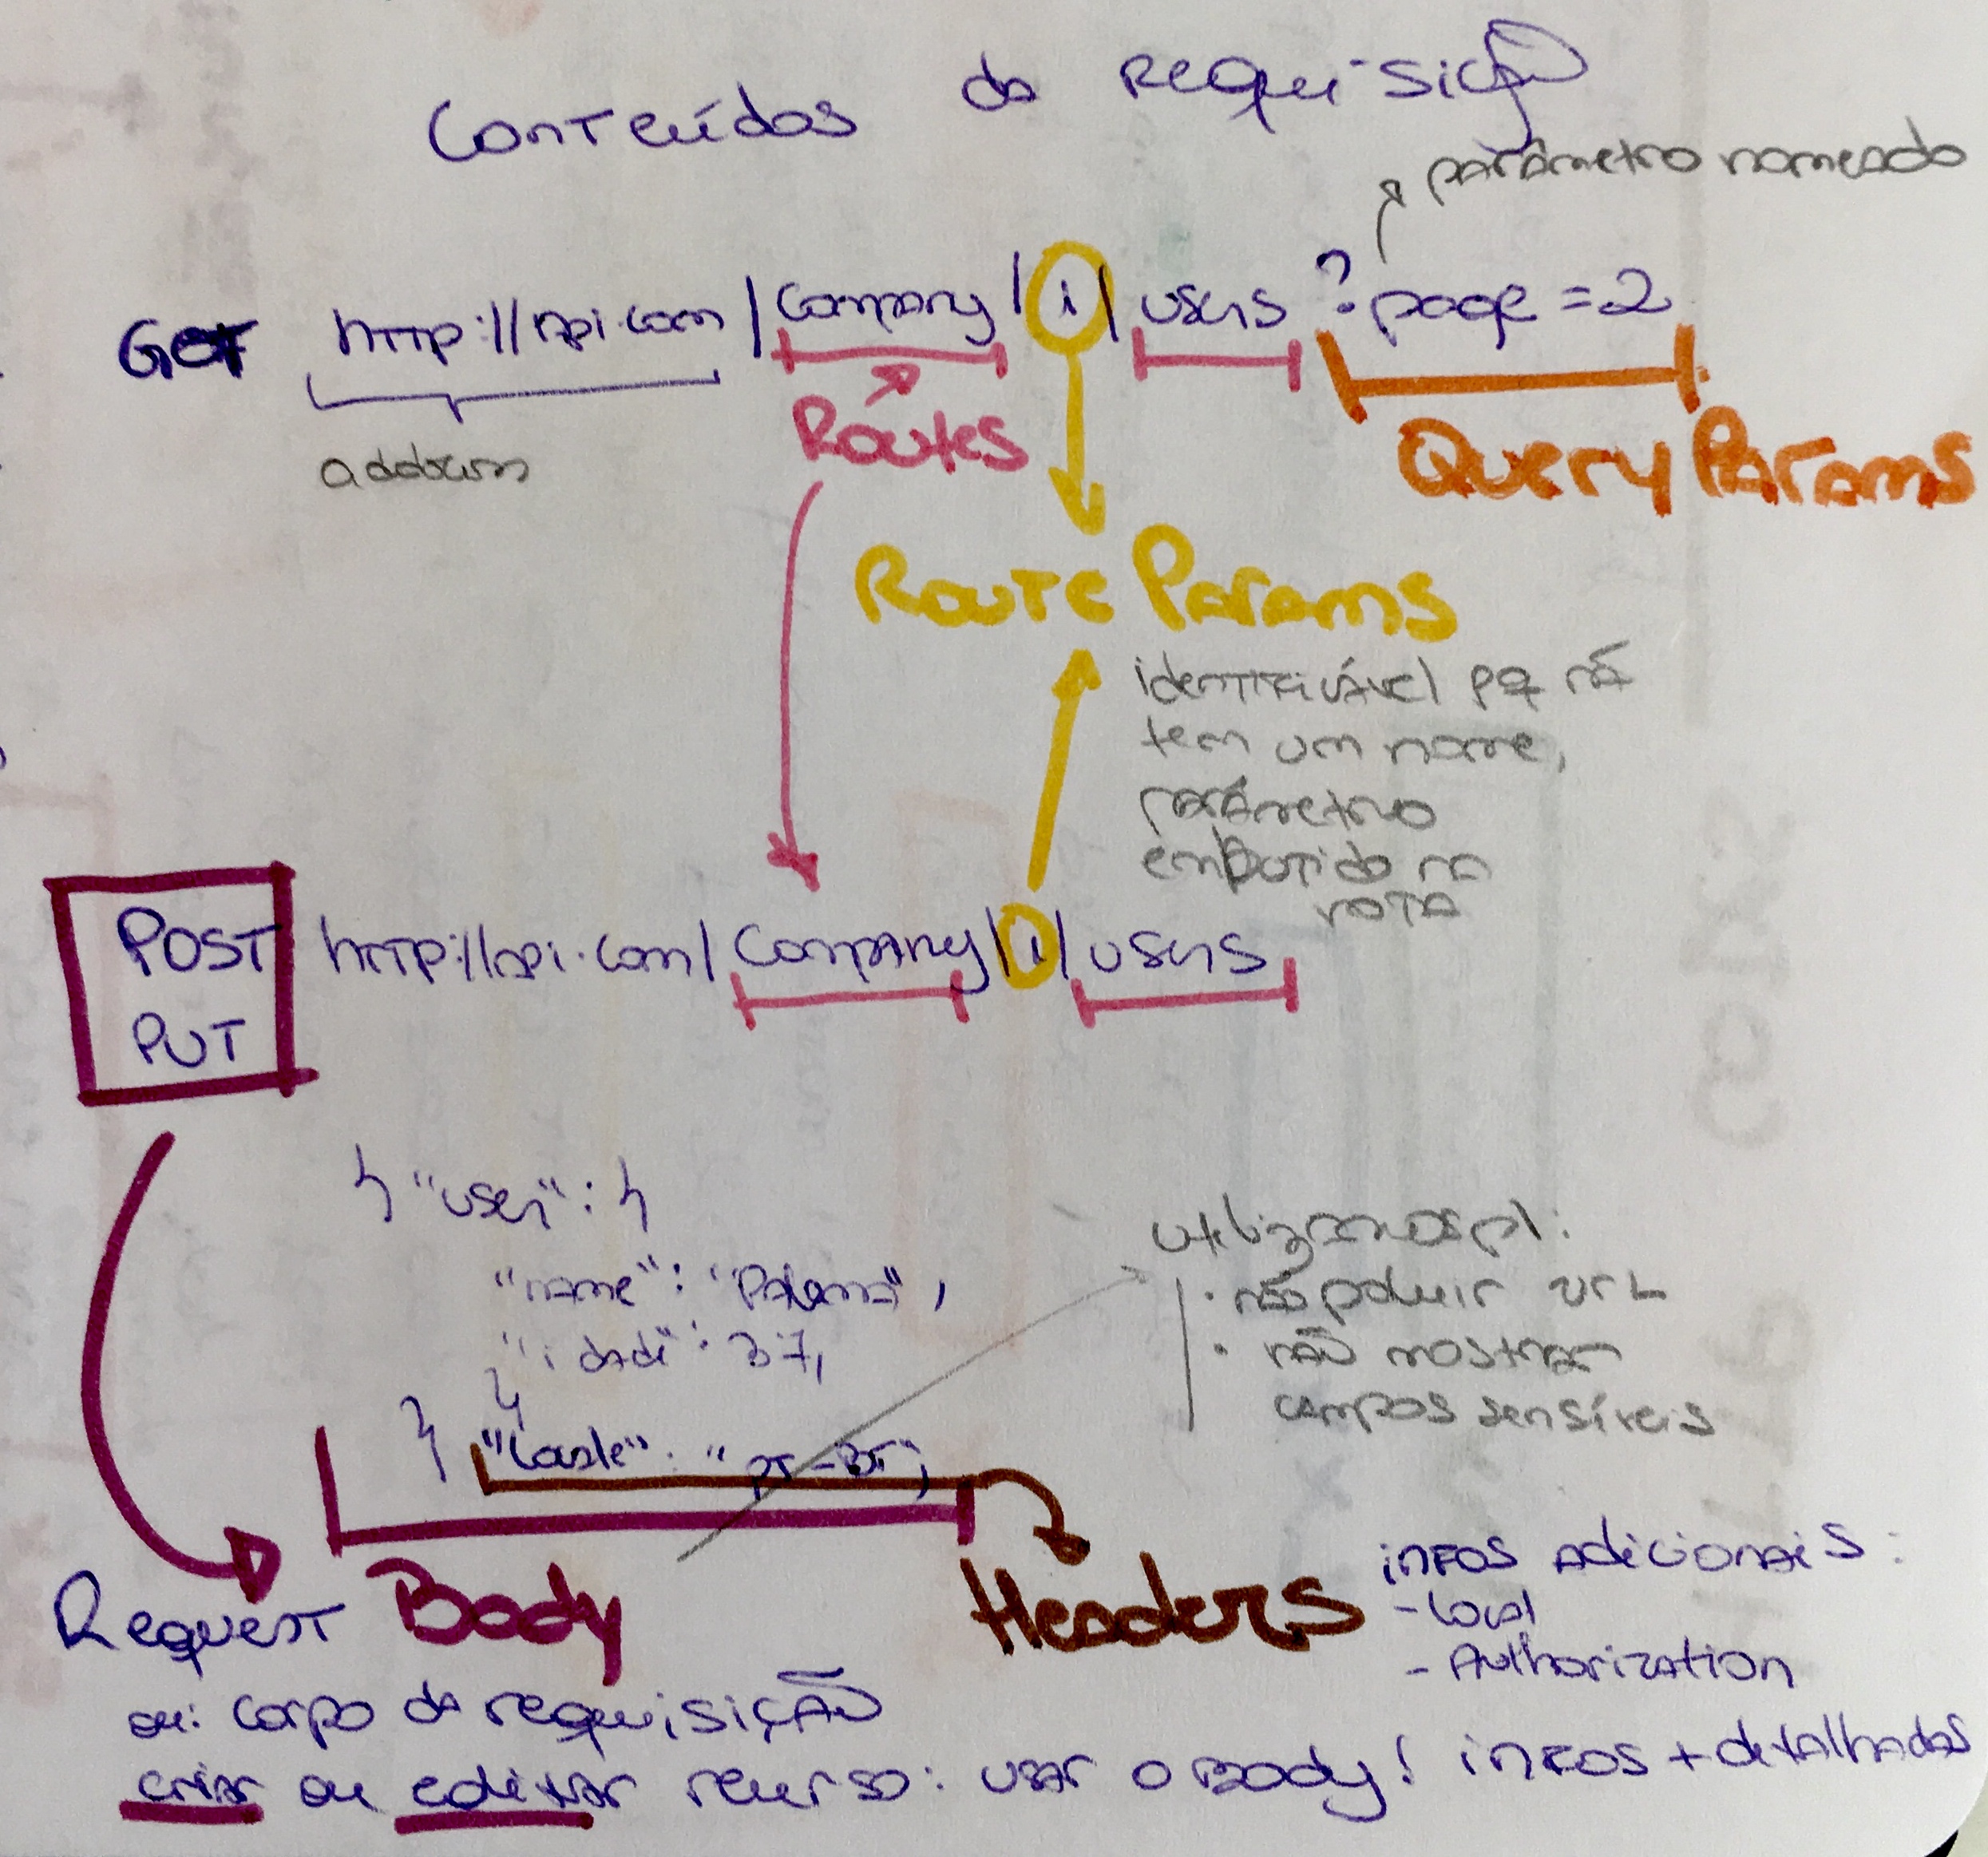 Conteúdos da requisição
parâmetro nomeado
GET http://api.com/company/1/users?page=2
address
Routes
Query Params
Route Params
identificável pq ñ
tem um nome,
parâmetro
embutido na
rota
POST http://api.com/company/1/users
PUT
{ "user": {
"name": "Paloma",
"idade": 37,
}
}
"Locale": "pt-Br",
utilizamos p/:
· não poluir URL
· não mostrar
campos sensíveis
Request Body
Headers
infos adicionais:
- local
- Authorization
ou: corpo da requisição
criar ou editar recurso: usar o Body! infos + detalhadas